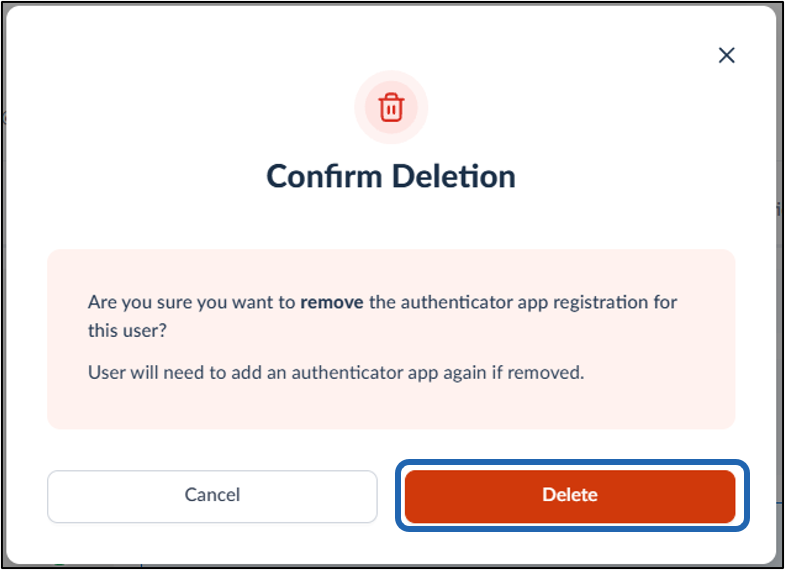 Confirm Deletion
Are you sure you want to remove the authenticator app registration for
this user?
User will need to add an authenticator app again if removed.
Cancel
Delete